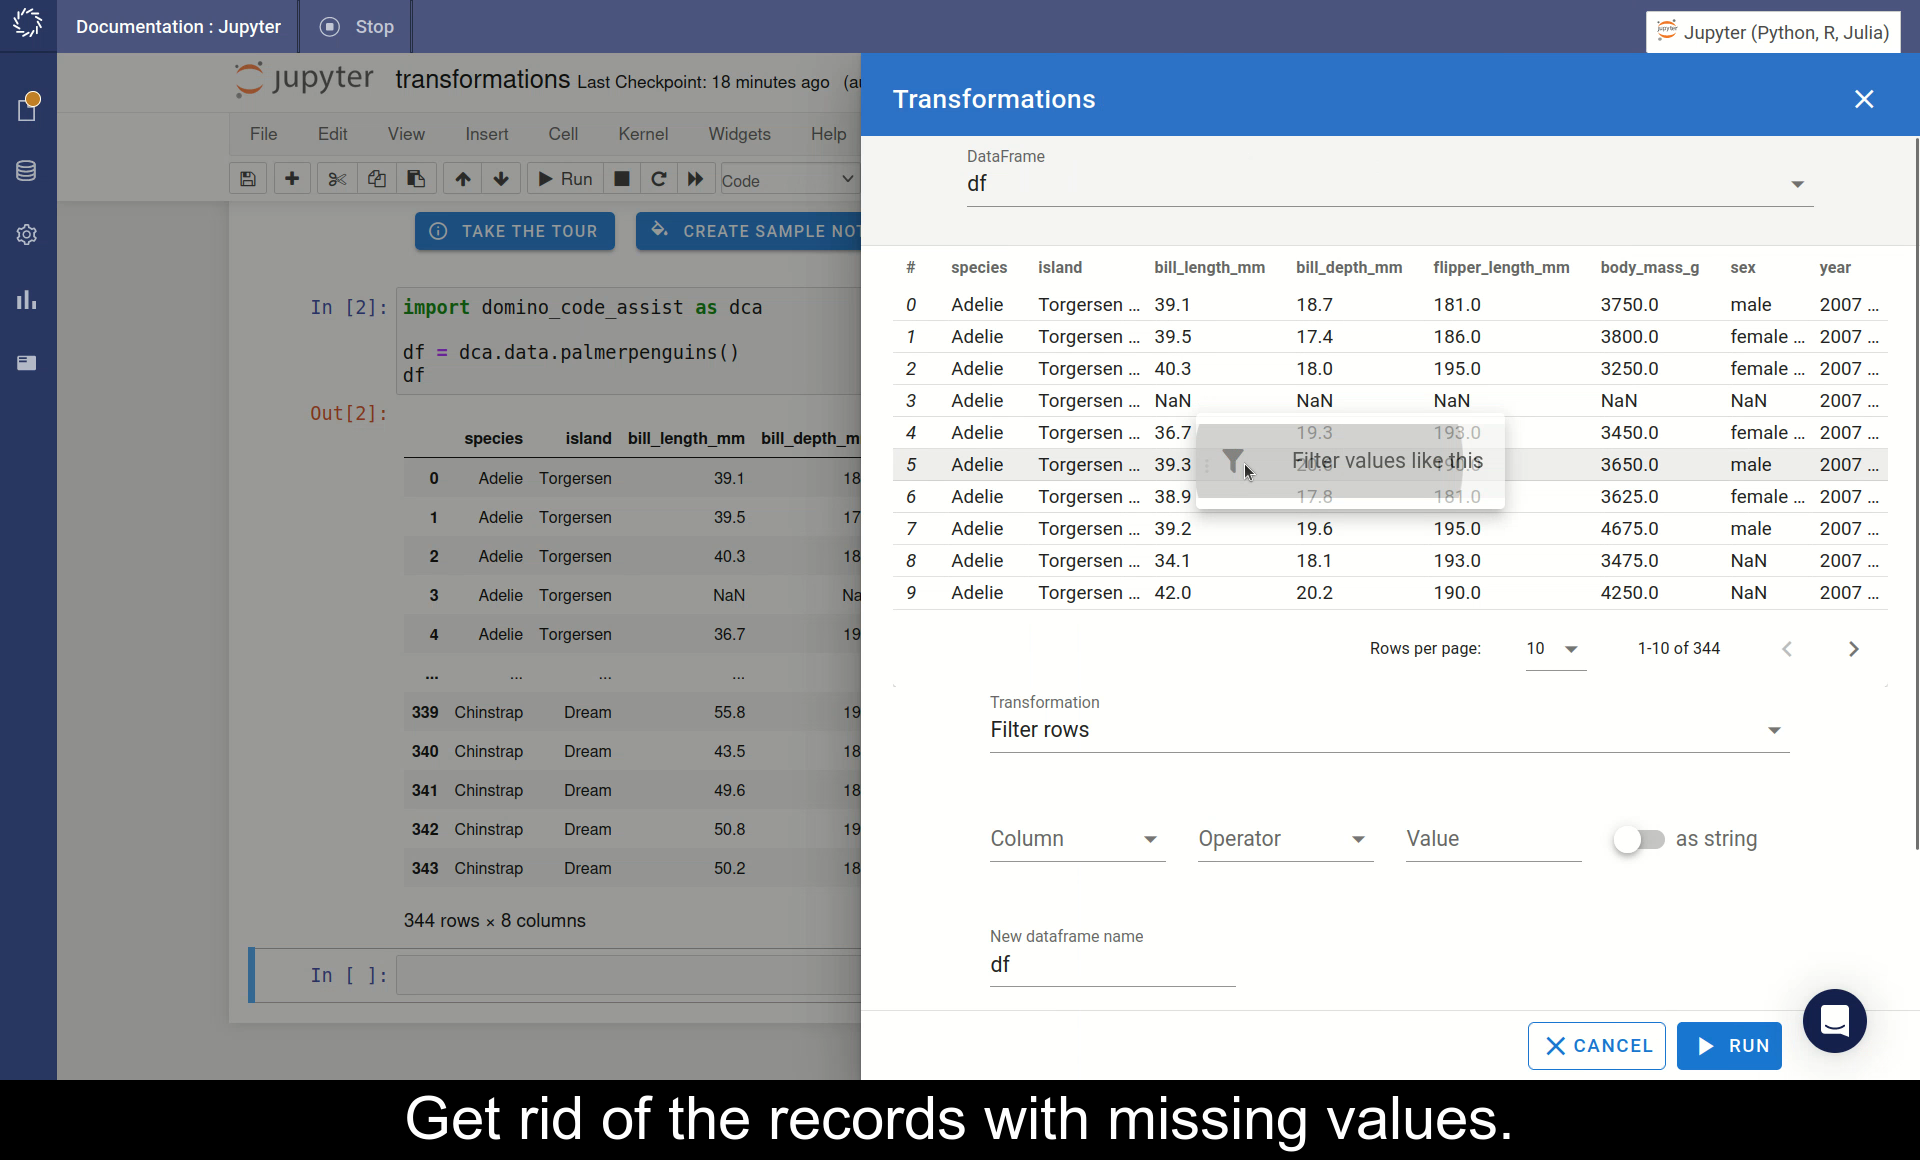 Documentation : Jupyter
Stop
Jupyter (Python, R, Julia)
jupyter transformations Last Checkpoint: 18 minutes ago (au
File Edit View Insert Cell Kernel Widgets Help
Run Code
TAKE THE TOUR
CREATE SAMPLE NOT
In [2]: import domino_code_assist as dca
df = dca.data.palmerpenguins()
df
Out[2]:
species island bill_length_mm bill_depth_m
0 Adelie Torgersen 39.1 18
1 Adelie Torgersen 39.5 17
2 Adelie Torgersen 40.3 18
3 Adelie Torgersen NaN Na
4 Adelie Torgersen 36.7 19
... ... ... ...
339 Chinstrap Dream 55.8 19
340 Chinstrap Dream 43.5 18
341 Chinstrap Dream 49.6 18
342 Chinstrap Dream 50.8 19
343 Chinstrap Dream 50.2 18
344 rows × 8 columns
In [ ]:
Transformations
DataFrame
df
# species island bill_length_mm bill_depth_mm flipper_length_mm body_mass_g sex year
0 Adelie Torgersen ... 39.1 18.7 181.0 3750.0 male 2007 ...
1 Adelie Torgersen ... 39.5 17.4 186.0 3800.0 female ... 2007 ...
2 Adelie Torgersen ... 40.3 18.0 195.0 3250.0 female ... 2007 ...
3 Adelie Torgersen ... NaN NaN NaN NaN NaN 2007 ...
4 Adelie Torgersen ... 36.7 19.3 193.0 3450.0 female ... 2007 ...
5 Adelie Torgersen ... 39.3 3650.0 male 2007 ...
Filter values like this
6 Adelie Torgersen ... 38.9 17.8 181.0 3625.0 female ... 2007 ...
7 Adelie Torgersen ... 39.2 19.6 195.0 4675.0 male 2007 ...
8 Adelie Torgersen ... 34.1 18.1 193.0 3475.0 NaN 2007 ...
9 Adelie Torgersen ... 42.0 20.2 190.0 4250.0 NaN 2007 ...
Rows per page: 10 1-10 of 344
Transformation
Filter rows
Column Operator Value as string
New dataframe name
df
CANCEL RUN
Get rid of the records with missing values.